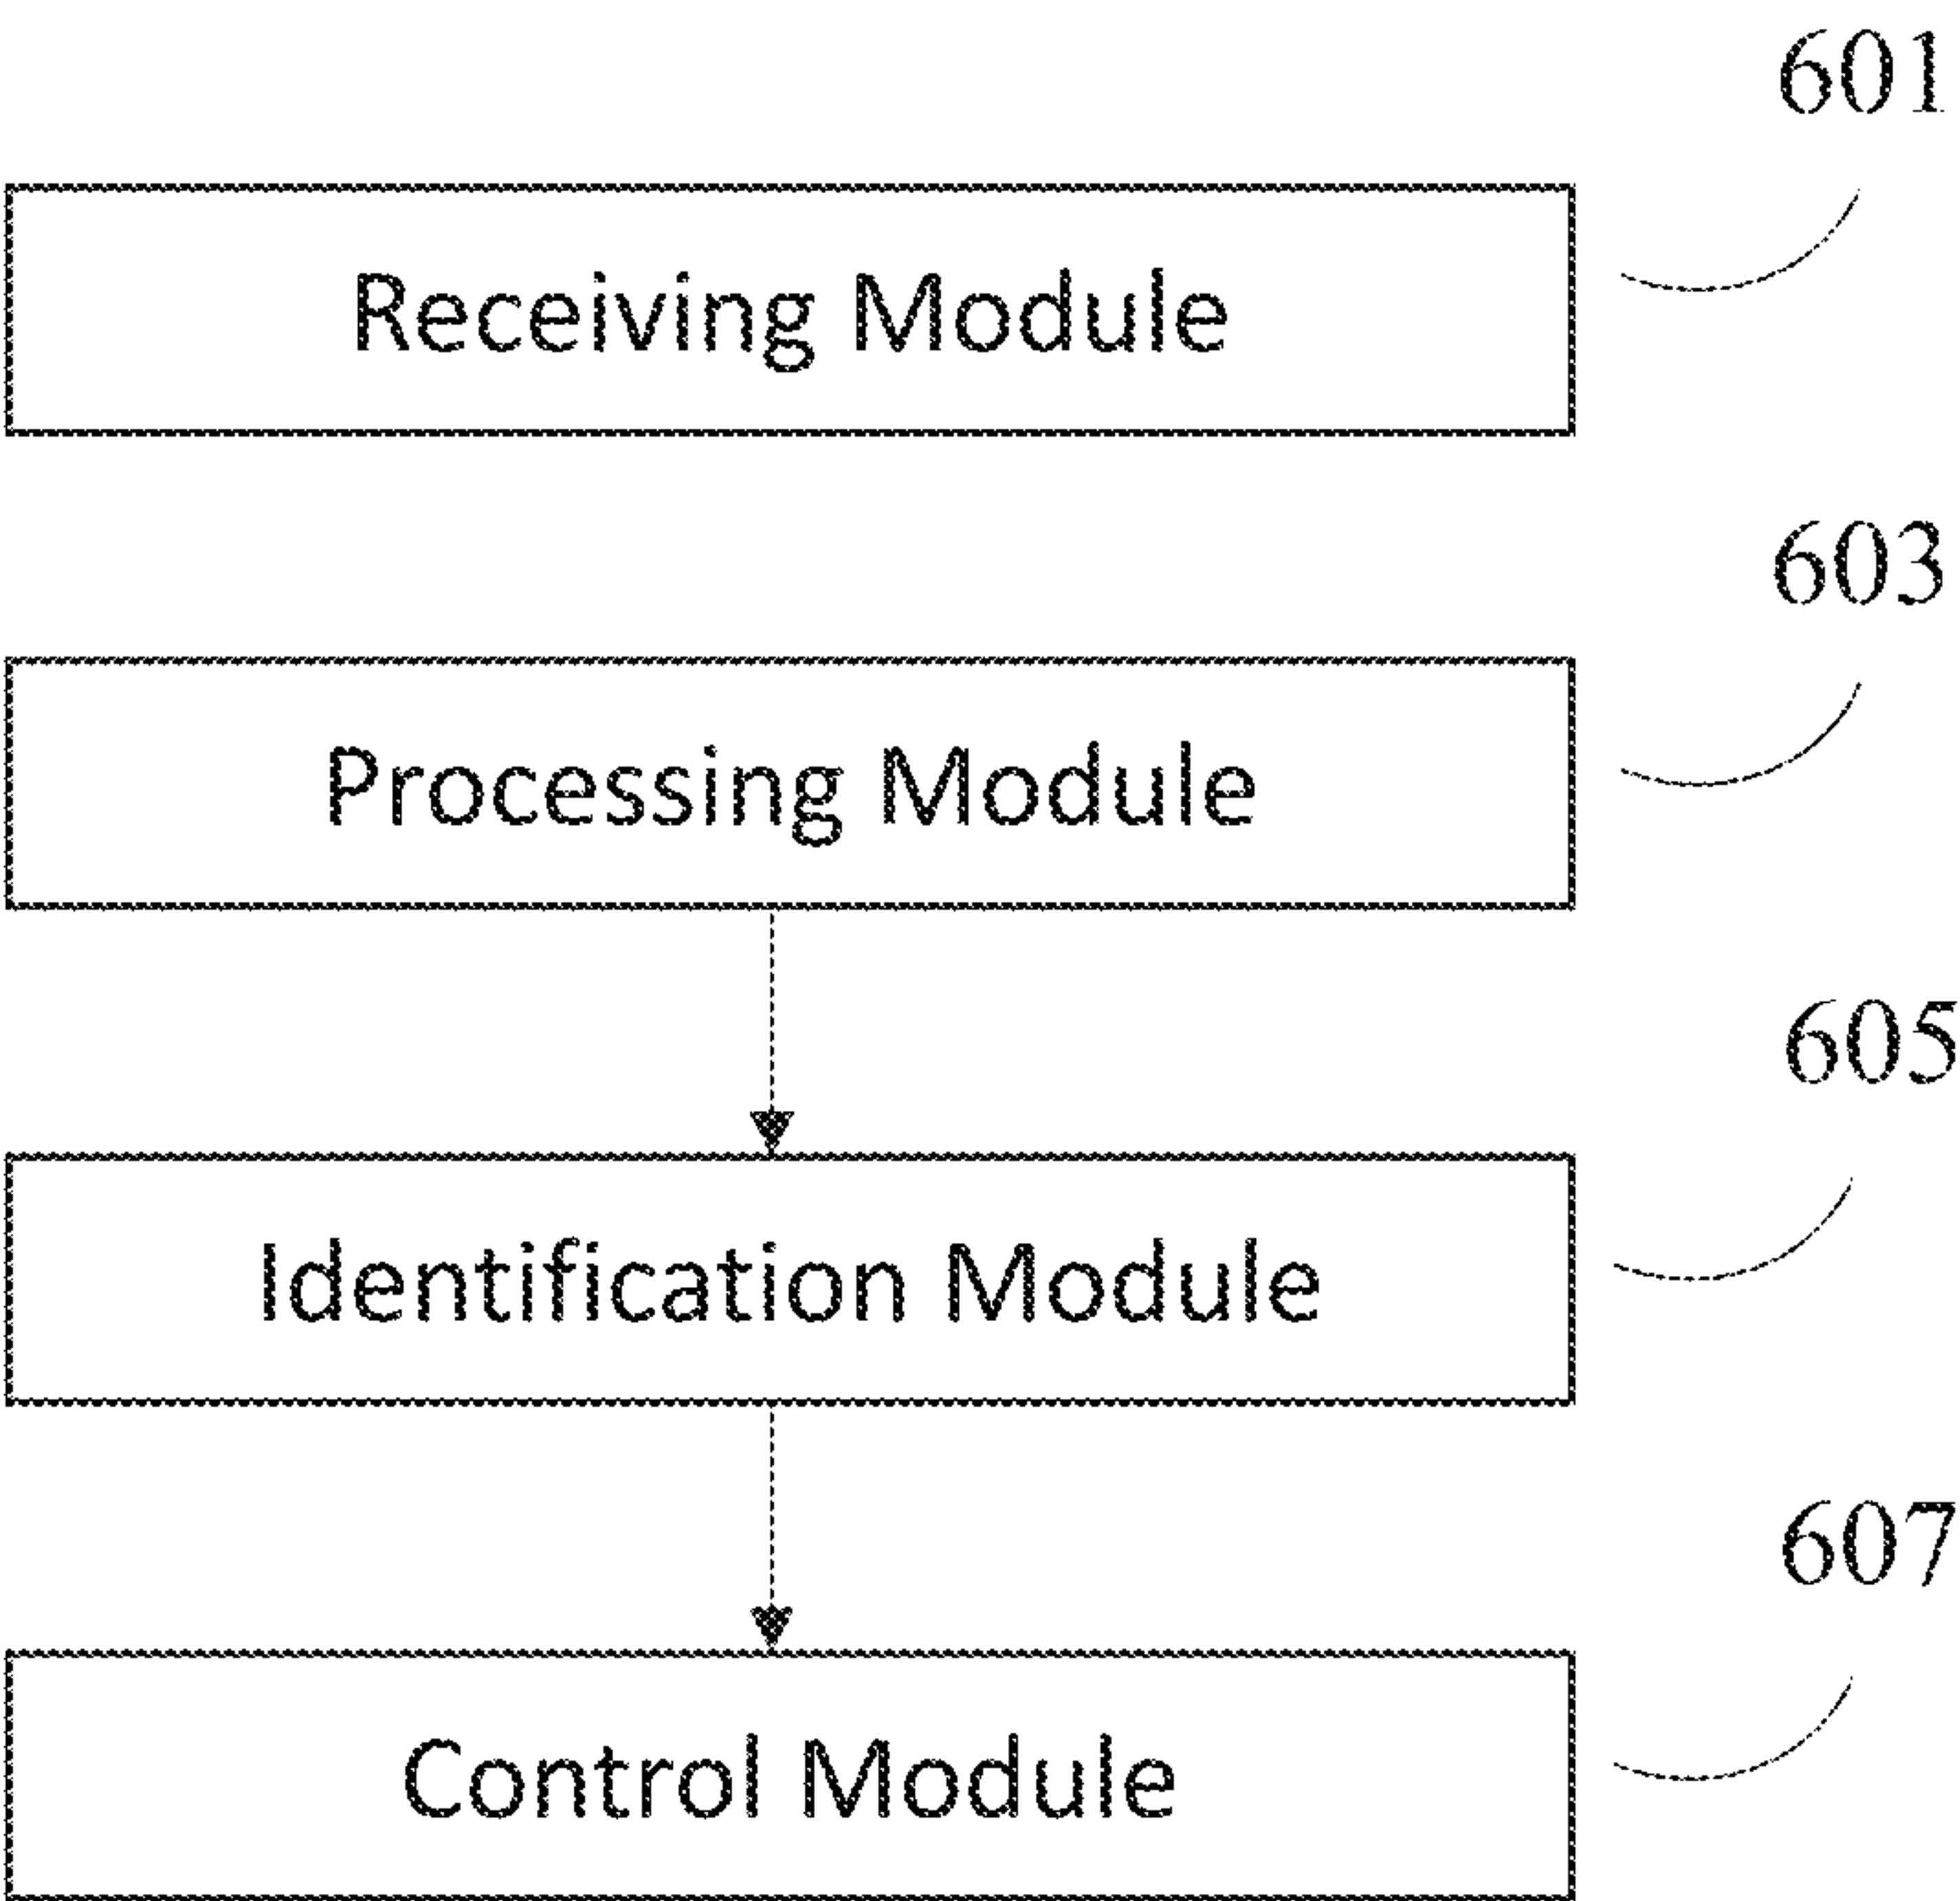 601
Receiving Module
603
Processing Module
605
Identification Module
607
Control Module